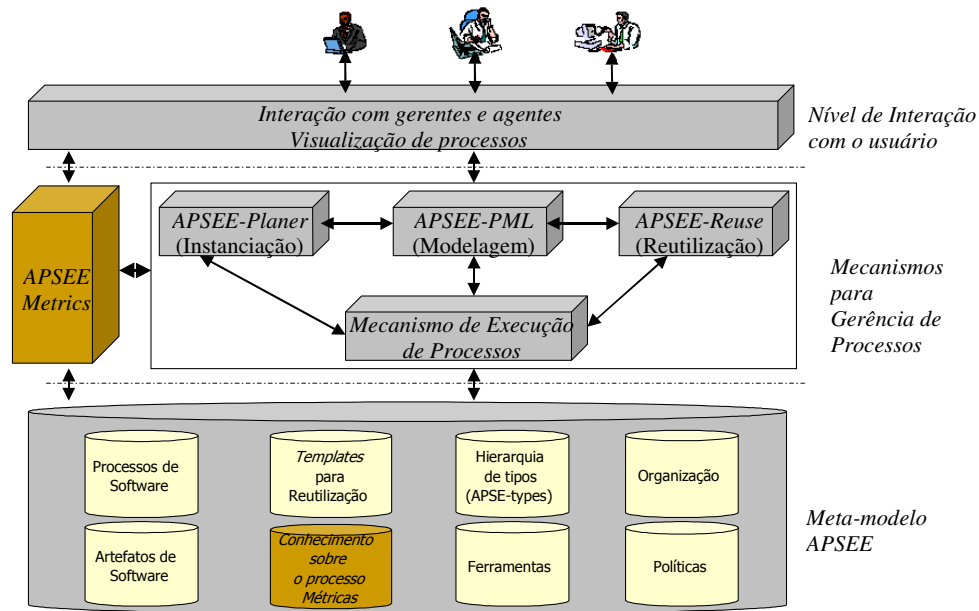 Interação com gerentes e agentes
Visualização de processos
Nível de Interação
com o usuário
APSEE
Metrics
APSEE-Planer
(Instanciação)
APSEE-PML
(Modelagem)
APSEE-Reuse
(Reutilização)
Mecanismo de Execução
de Processos
Mecanismos
para
Gerência de
Processos
Processos de
Software
Templates
para
Reutilização
Hierarquia
de tipos
(APSE-types)
Organização
Artefatos de
Software
Conhecimento
sobre
o processo
Métricas
Ferramentas
Políticas
Meta-modelo
APSEE